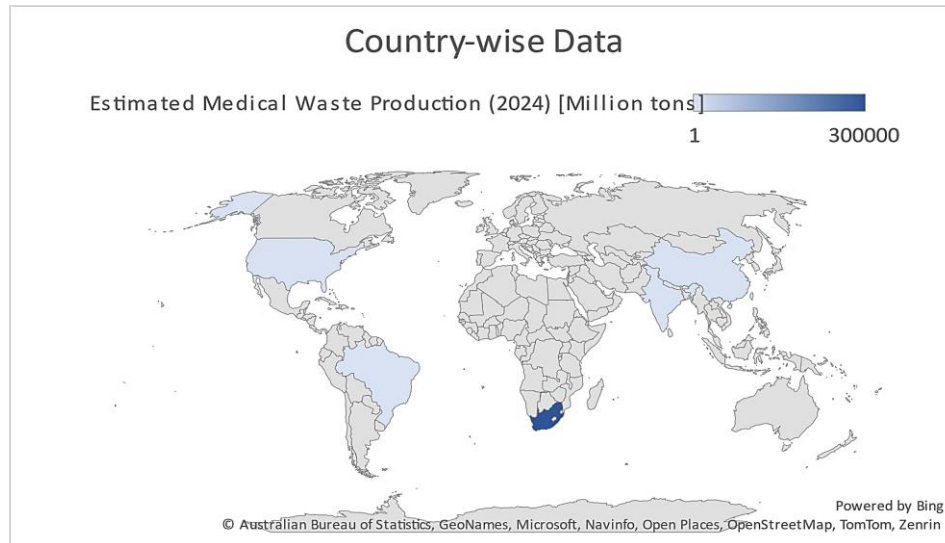 Country-wise Data
Estimated Medical Waste Production (2024) [Million tons]
1 300000
Powered by Bing
© Australian Bureau of Statistics, GeoNames, Microsoft, Navinfo, Open Places, OpenStreetMap, TomTom, Zenrin